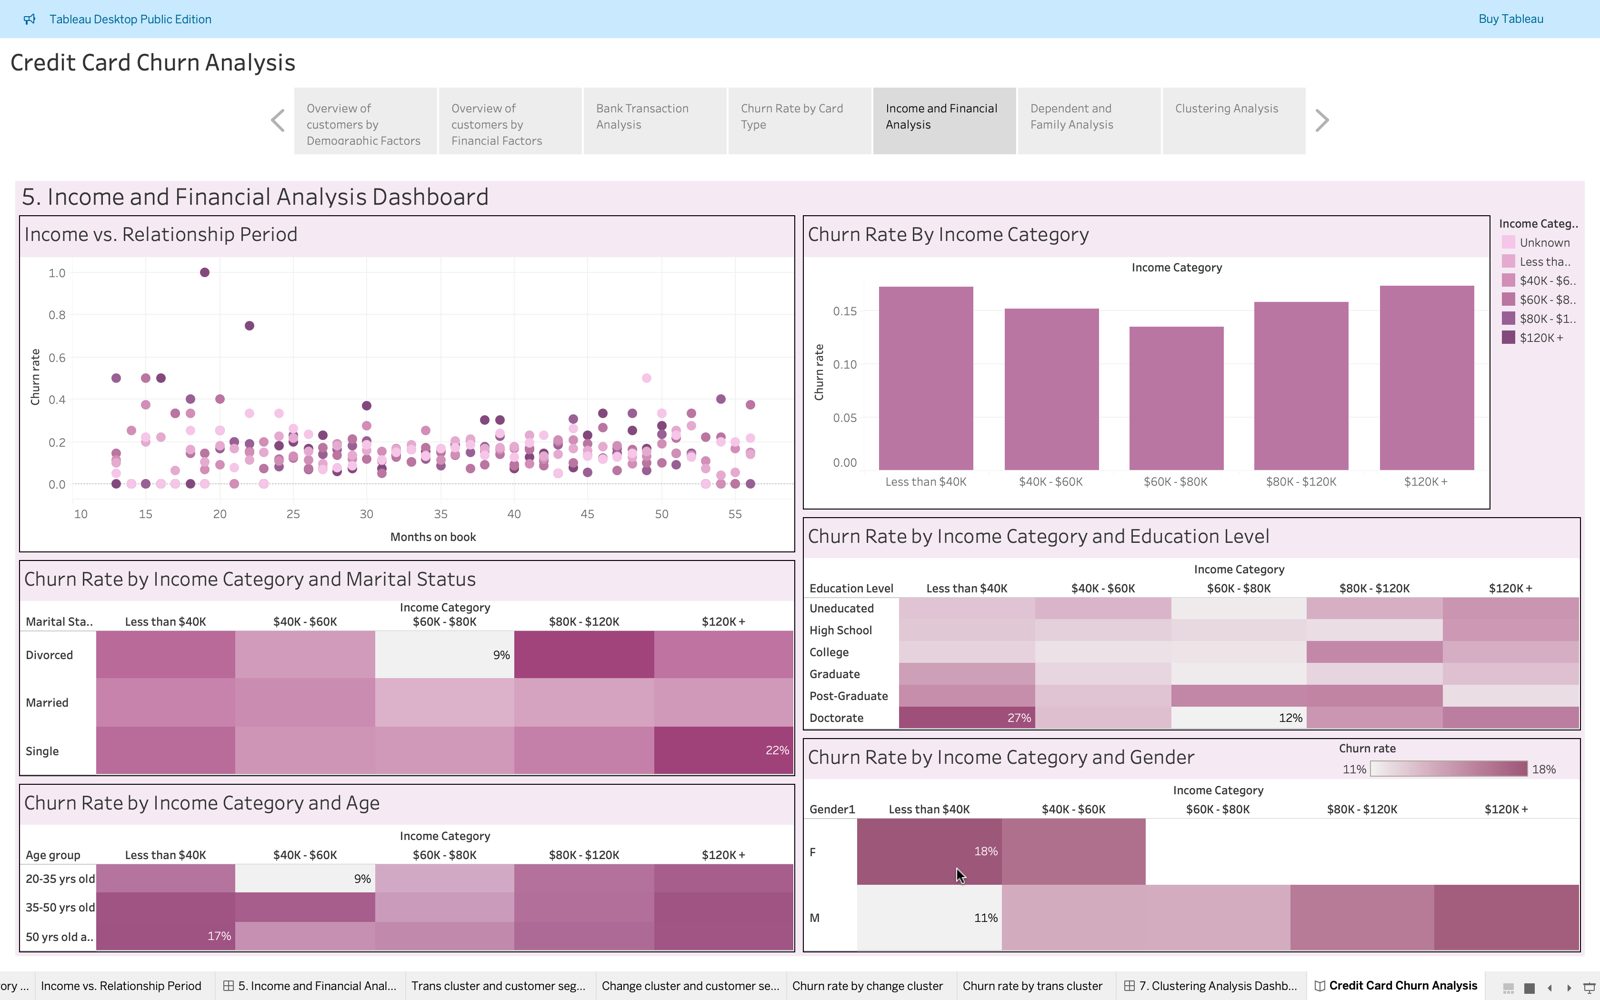 Tableau Desktop Public Edition
Buy Tableau
Credit Card Churn Analysis
Overview of
customers by
Demographic Factors
Overview of
customers by
Financial Factors
Bank Transaction
Analysis
Churn Rate by Card
Type
Income and Financial
Analysis
Dependent and
Family Analysis
Clustering Analysis
5. Income and Financial Analysis Dashboard
Income vs. Relationship Period
1.0
0.8
0.6
0.4
0.2
0.0
Churn rate
10 15 20 25 30 35 40 45 50 55
Months on book
Churn Rate By Income Category
Income Category
0.15
0.10
0.05
0.00
Churn rate
Less than $40K $40K - $60K $60K - $80K $80K - $120K $120K +
Income Categ..
Unknown
Less tha..
$40K - $6..
$60K - $8..
$80K - $1..
$120K +
Churn Rate by Income Category and Marital Status
Income Category
Marital Sta.. Less than $40K $40K - $60K $60K - $80K $80K - $120K $120K +
Divorced 9%
Married
Single 22%
Churn Rate by Income Category and Education Level
Income Category
Education Level Less than $40K $40K - $60K $60K - $80K $80K - $120K $120K +
Uneducated
High School
College
Graduate
Post-Graduate
Doctorate 27% 12%
Churn Rate by Income Category and Age
Income Category
Age group Less than $40K $40K - $60K $60K - $80K $80K - $120K $120K +
20-35 yrs old 9%
35-50 yrs old
50 yrs old a.. 17%
Churn Rate by Income Category and Gender
Churn rate
11% 18%
Income Category
Gender1 Less than $40K $40K - $60K $60K - $80K $80K - $120K $120K +
F 18%
M 11%
ory ... Income vs. Relationship Period 5. Income and Financial Anal... Trans cluster and customer seg... Change cluster and customer se... Churn rate by change cluster Churn rate by trans cluster 7. Clustering Analysis Dashb... Credit Card Churn Analysis